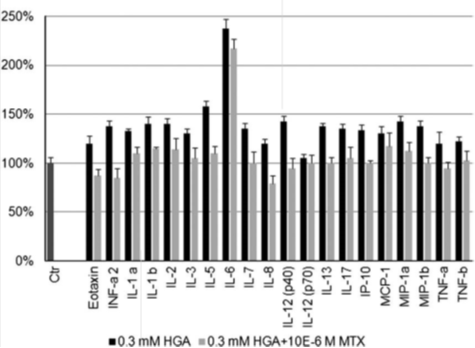 250%
200%
150%
100%
50%
0%
Ctr
Eotaxin
INF-a 2
IL-1 a
IL-1 b
IL-2
IL-3
IL-5
IL-6
IL-7
IL-8
IL-12 (p40)
IL-12 (p70)
IL-13
IL-17
IP-10
MCP-1
MIP-1a
MIP-1b
TNF-a
TNF-b
0.3 mM HGA 0.3 mM HGA+10E-6 M MTX